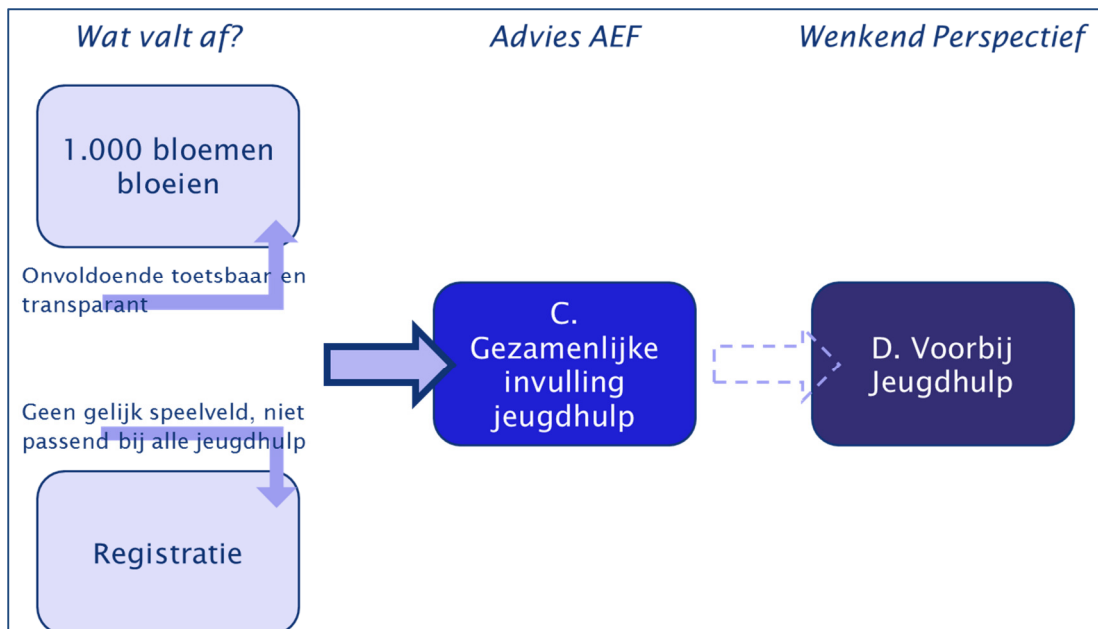 Wat valt af?
Advies AEF
Wenkend Perspectief
1.000 bloemen
bloeien
Onvoldoende toetsbaar en
transparant
Geen gelijk speelveld, niet
passend bij alle jeugdhulp
Registratie
C.
Gezamenlijke
invulling
jeugdhulp
D. Voorbij
Jeugdhulp